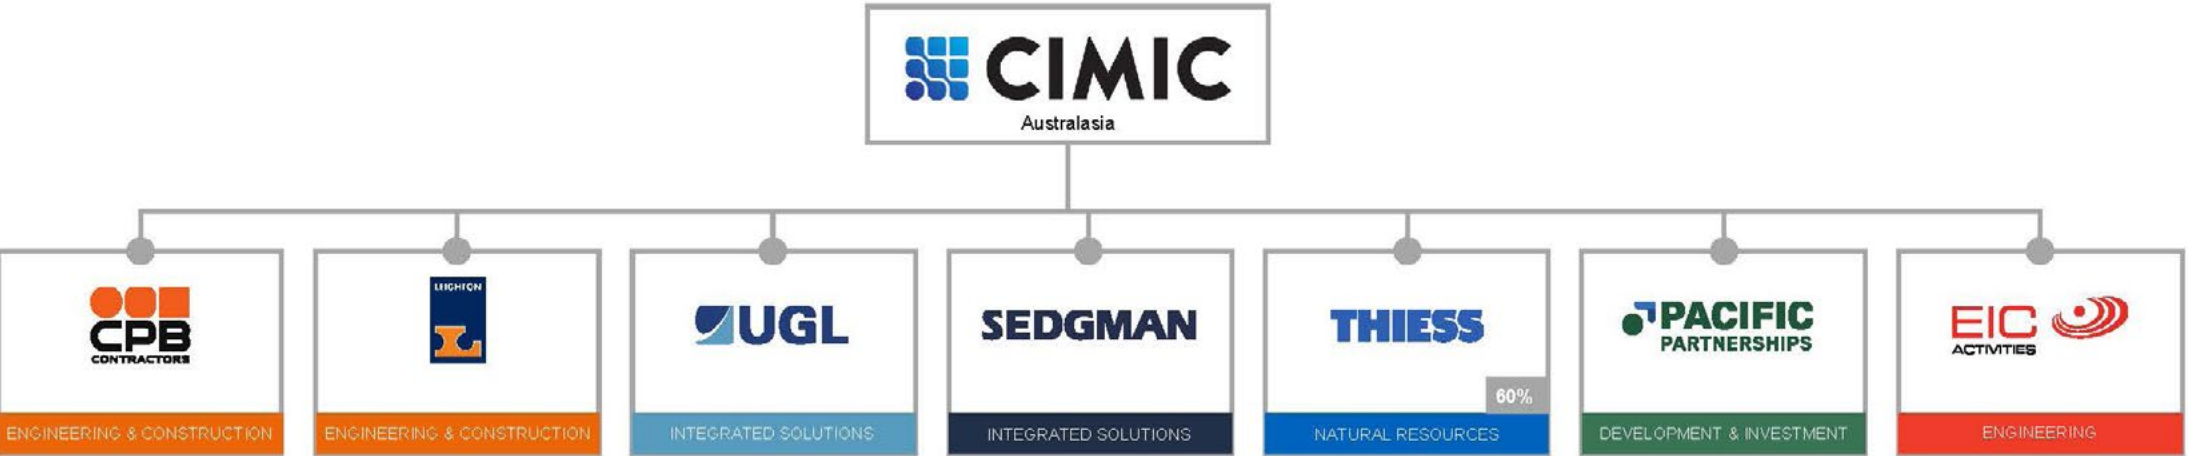 CIMIC
Australasia
CPB
CONTRACTORS
ENGINEERING & CONSTRUCTION
LEIGHTON
ENGINEERING & CONSTRUCTION
UGL
INTEGRATED SOLUTIONS
SEDGMAN
INTEGRATED SOLUTIONS
THIESS
60%
NATURAL RESOURCES
PACIFIC
PARTNERSHIPS
DEVELOPMENT & INVESTMENT
EIC
ACTIVITIES
ENGINEERING